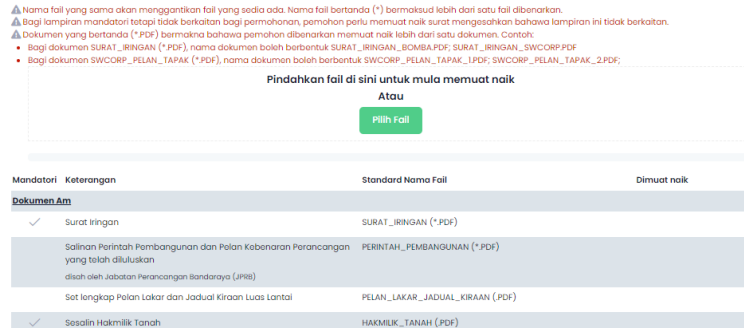 Nama fail yang sama akan menggantikan fail yang sedia ada. Nama fail bertanda (*) bermaksud lebih dari satu fail dibenarkan.
Bagi lampiran mandatori tetapi tidak berkaitan bagi permohonan, pemohon perlu memuat naik surat mengesahkan bahawa lampiran ini tidak berkaitan.
Dokumen yang bertanda (*.PDF) bermakna bahawa pemohon dibenarkan memuat naik lebih dari satu dokumen. Contoh:
• Bagi dokumen SURAT_IRINGAN (*.PDF), nama dokumen boleh berbentuk SURAT_IRINGAN_BOMBA.PDF; SURAT_IRINGAN_SWCORP.PDF
• Bagi dokumen SWCORP_PELAN_TAPAK (*.PDF), nama dokumen boleh berbentuk SWCORP_PELAN_TAPAK_1.PDF; SWCORP_PELAN_TAPAK_2.PDF;
Pindahkan fail di sini untuk mula memuat naik
Atau
Pilih Fail
Mandatori Keterangan Standard Nama Fail Dimuat naik
Dokumen Am
Surat Iringan SURAT_IRINGAN (*.PDF)
Salinan Perintah Pembangunan dan Pelan Kebenaran Perancangan PERINTAH_PEMBANGUNAN (*.PDF)
yang telah diluluskan
disah oleh Jabatan Perancangan Bandaraya (JPRB)
Set lengkap Pelan Lakar dan Jadual Kiraan Luas Lantai PELAN_LAKAR_JADUAL_KIRAAN (.PDF)
Sesalin Hakmilik Tanah HAKMILIK_TANAH (.PDF)